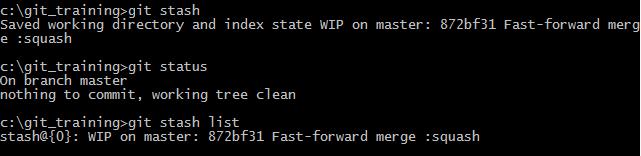 c:\git_training>git stash
Saved working directory and index state WIP on master: 872bf31 Fast-forward merg
e :squash
c:\git_training>git status
On branch master
nothing to commit, working tree clean
c:\git_training>git stash list
stash@{0}: WIP on master: 872bf31 Fast-forward merge :squash